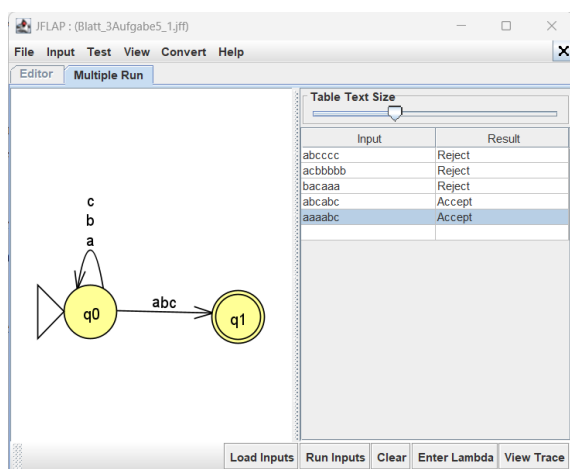 JFLAP : (Blatt_3Aufgabe5_1.jff)
File Input Test View Convert Help
Editor Multiple Run
Table Text Size
Input Result
abcccc Reject
acbbbbb Reject
bacaaa Reject
abcabc Accept
aaaabc Accept
c
b
a
abc
q0
q1
Load Inputs Run Inputs Clear Enter Lambda View Trace